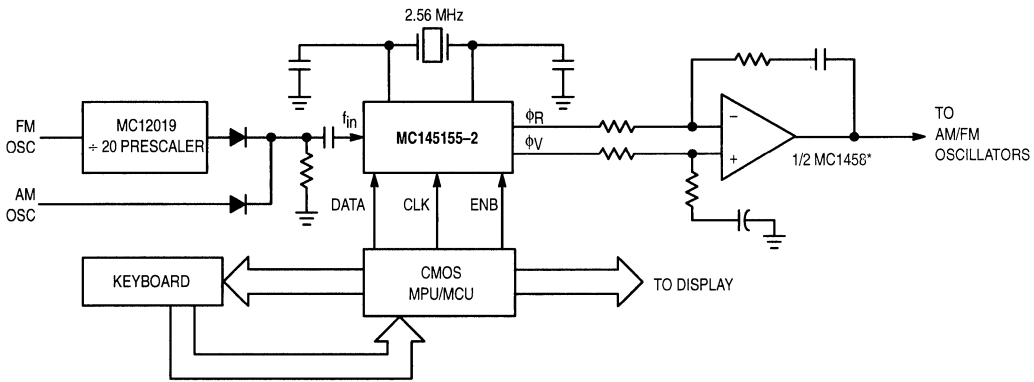 2.56 MHz
FM
OSC
MC12019
÷ 20 PRESCALER
fin
MC145155–2
ϕR
ϕV
–
+
1/2 MC1458*
TO
AM/FM
OSCILLATORS
AM
OSC
DATA
CLK
ENB
KEYBOARD
CMOS
MPU/MCU
TO DISPLAY